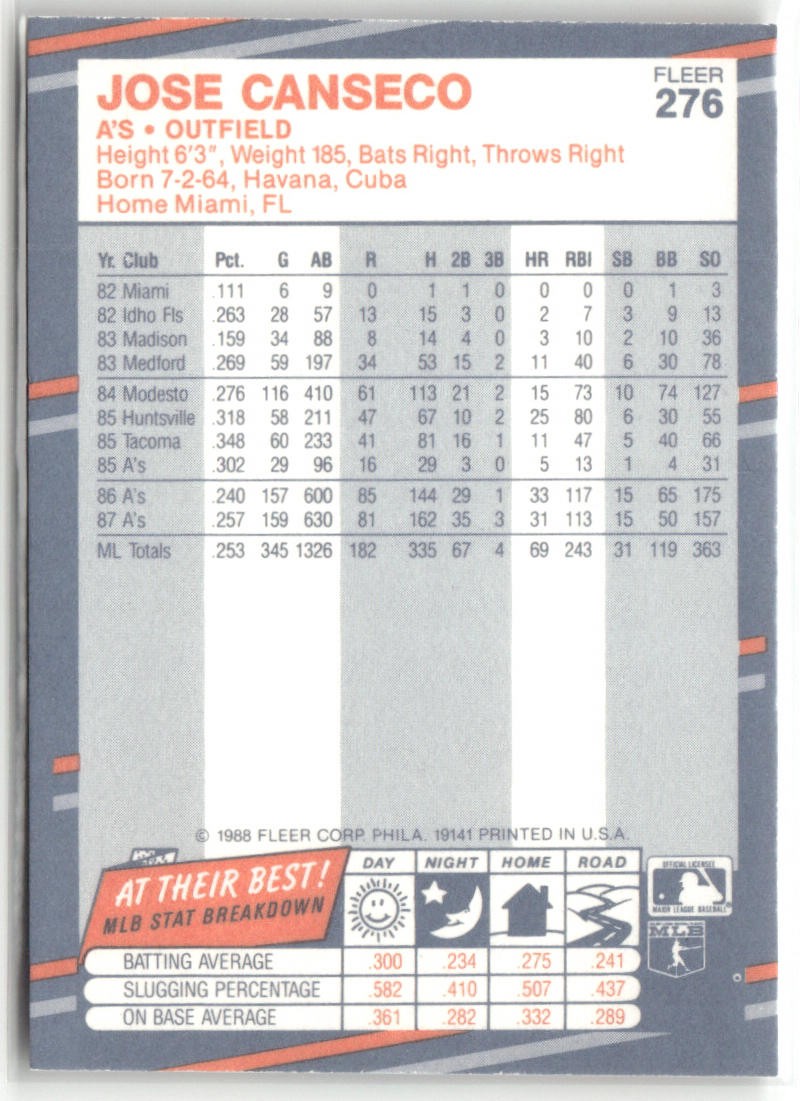 JOSE CANSECO
FLEER
276
A'S • OUTFIELD
Height 6'3", Weight 185, Bats Right, Throws Right
Born 7-2-64, Havana, Cuba
Home Miami, FL
Yr. Club Pct. G AB R H 2B 3B HR RBI SB BB SO
82 Miami .111 6 9 0 1 1 0 0 0 0 1 3
82 Idho Fls .263 28 57 13 15 3 0 2 7 3 9 13
83 Madison .159 34 88 8 14 4 0 3 10 2 10 36
83 Medford .269 59 197 34 53 15 2 11 40 6 30 78
84 Modesto .276 116 410 61 113 21 2 15 73 10 74 127
85 Huntsville .318 58 211 47 67 10 2 25 80 6 30 55
85 Tacoma .348 60 233 41 81 16 1 11 47 5 40 66
85 A's .302 29 96 16 29 3 0 5 13 1 4 31
86 A's .240 157 600 85 144 29 1 33 117 15 65 175
87 A's .257 159 630 81 162 35 3 31 113 15 50 157
ML Totals .253 345 1326 182 335 67 4 69 243 31 119 363
© 1988 FLEER CORP. PHILA. 19141 PRINTED IN U.S.A.
AT THEIR BEST!
MLB STAT BREAKDOWN
DAY NIGHT HOME ROAD
BATTING AVERAGE .300 .234 .275 .241
SLUGGING PERCENTAGE .582 .410 .507 .437
ON BASE AVERAGE .361 .282 .332 .289
OFFICIAL LICENSEE
MAJOR LEAGUE BASEBALL
MLB